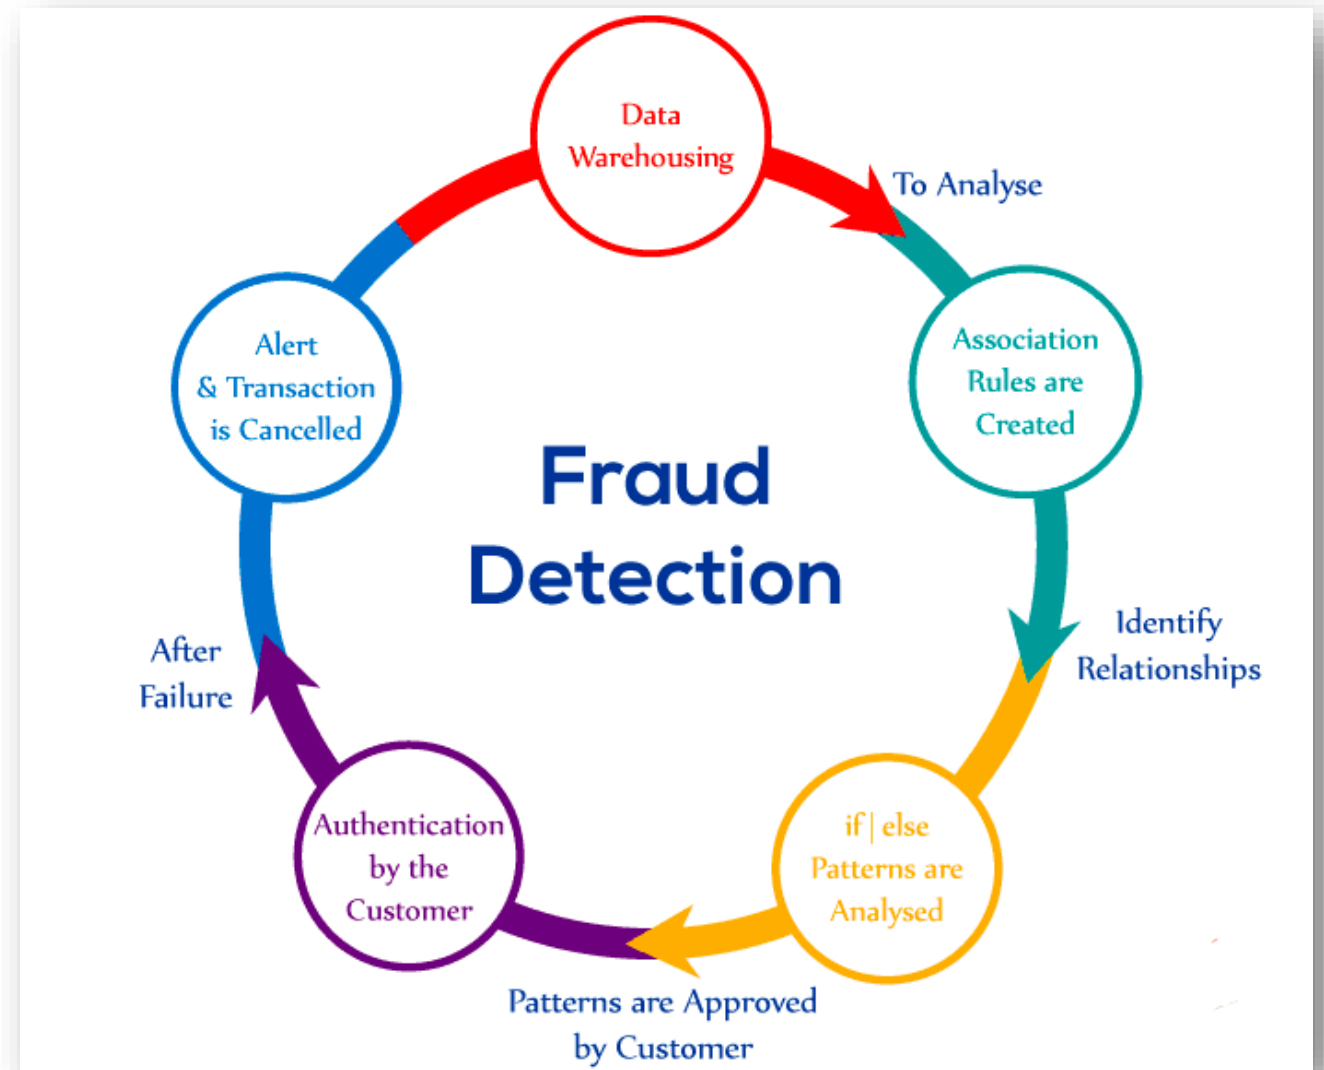 Data
Warehousing
To Analyse
Association
Rules are
Created
Identify
Relationships
if | else
Patterns are
Analysed
Patterns are Approved
by Customer
Authentication
by the
Customer
After
Failure
Alert
& Transaction
is Cancelled
Fraud
Detection